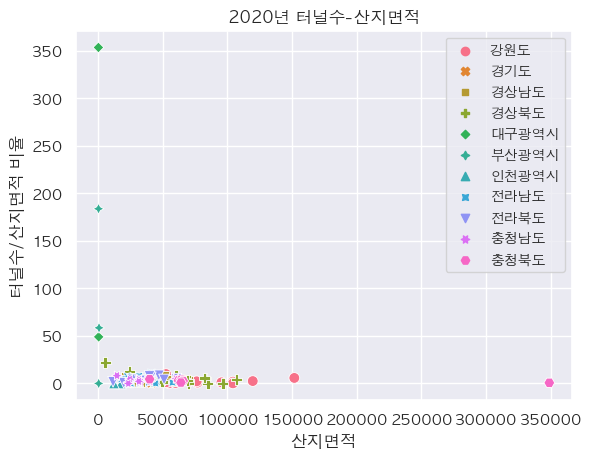 2020년 터널수-산지면적
터널수/산지면적 비율
350
300
250
200
150
100
50
0
강원도
경기도
경상남도
경상북도
대구광역시
부산광역시
인천광역시
전라남도
전라북도
충청남도
충청북도
0 50000 100000 150000 200000 250000 300000 350000
산지면적